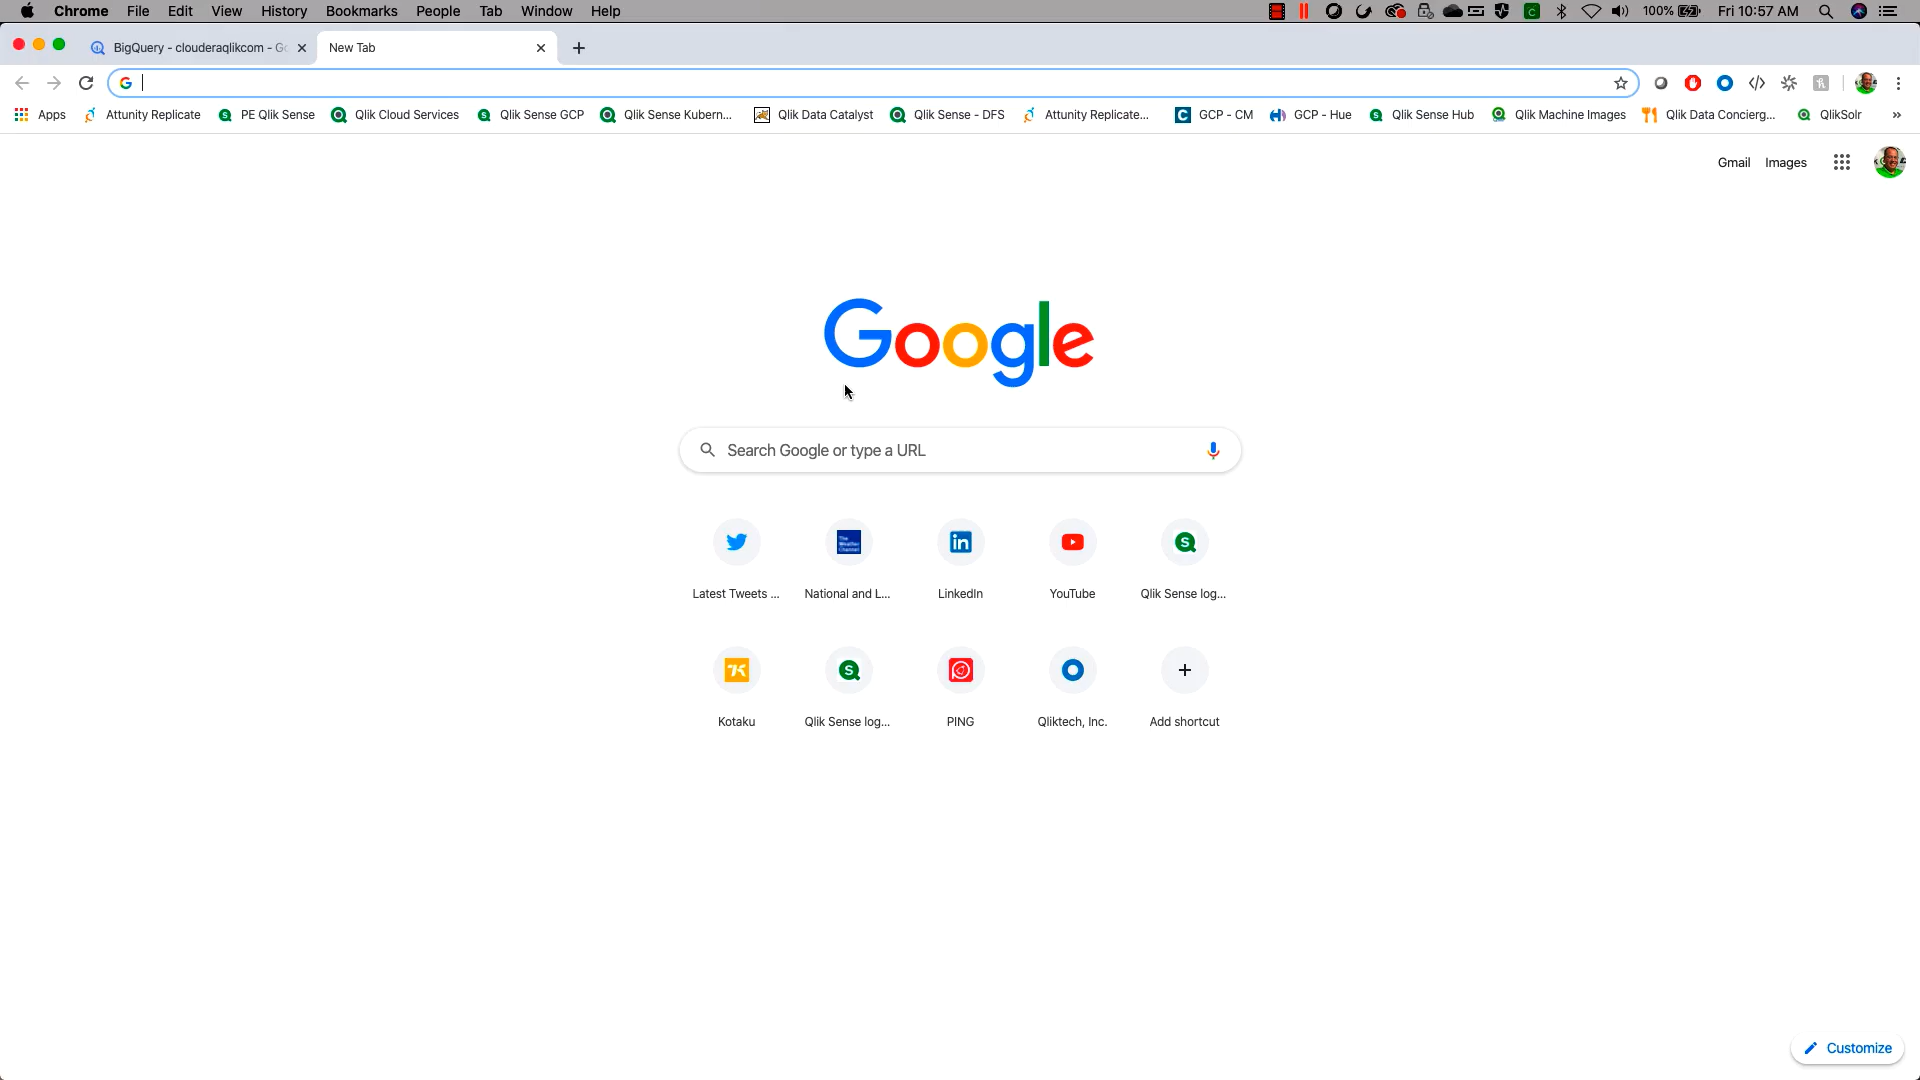 Chrome File Edit View History Bookmarks People Tab Window Help 100% Fri 10:57 AM
BigQuery - clouderaqlikcom - Go New Tab
Apps Attunity Replicate PE Qlik Sense Qlik Cloud Services Qlik Sense GCP Qlik Sense Kubern... Qlik Data Catalyst Qlik Sense - DFS Attunity Replicate... GCP - CM GCP - Hue Qlik Sense Hub Qlik Machine Images Qlik Data Concierg... QlikSolr »
Gmail Images
Google
Search Google or type a URL
Latest Tweets ... National and L... LinkedIn YouTube Qlik Sense log...
Kotaku Qlik Sense log... PING Qliktech, Inc. Add shortcut
Customize